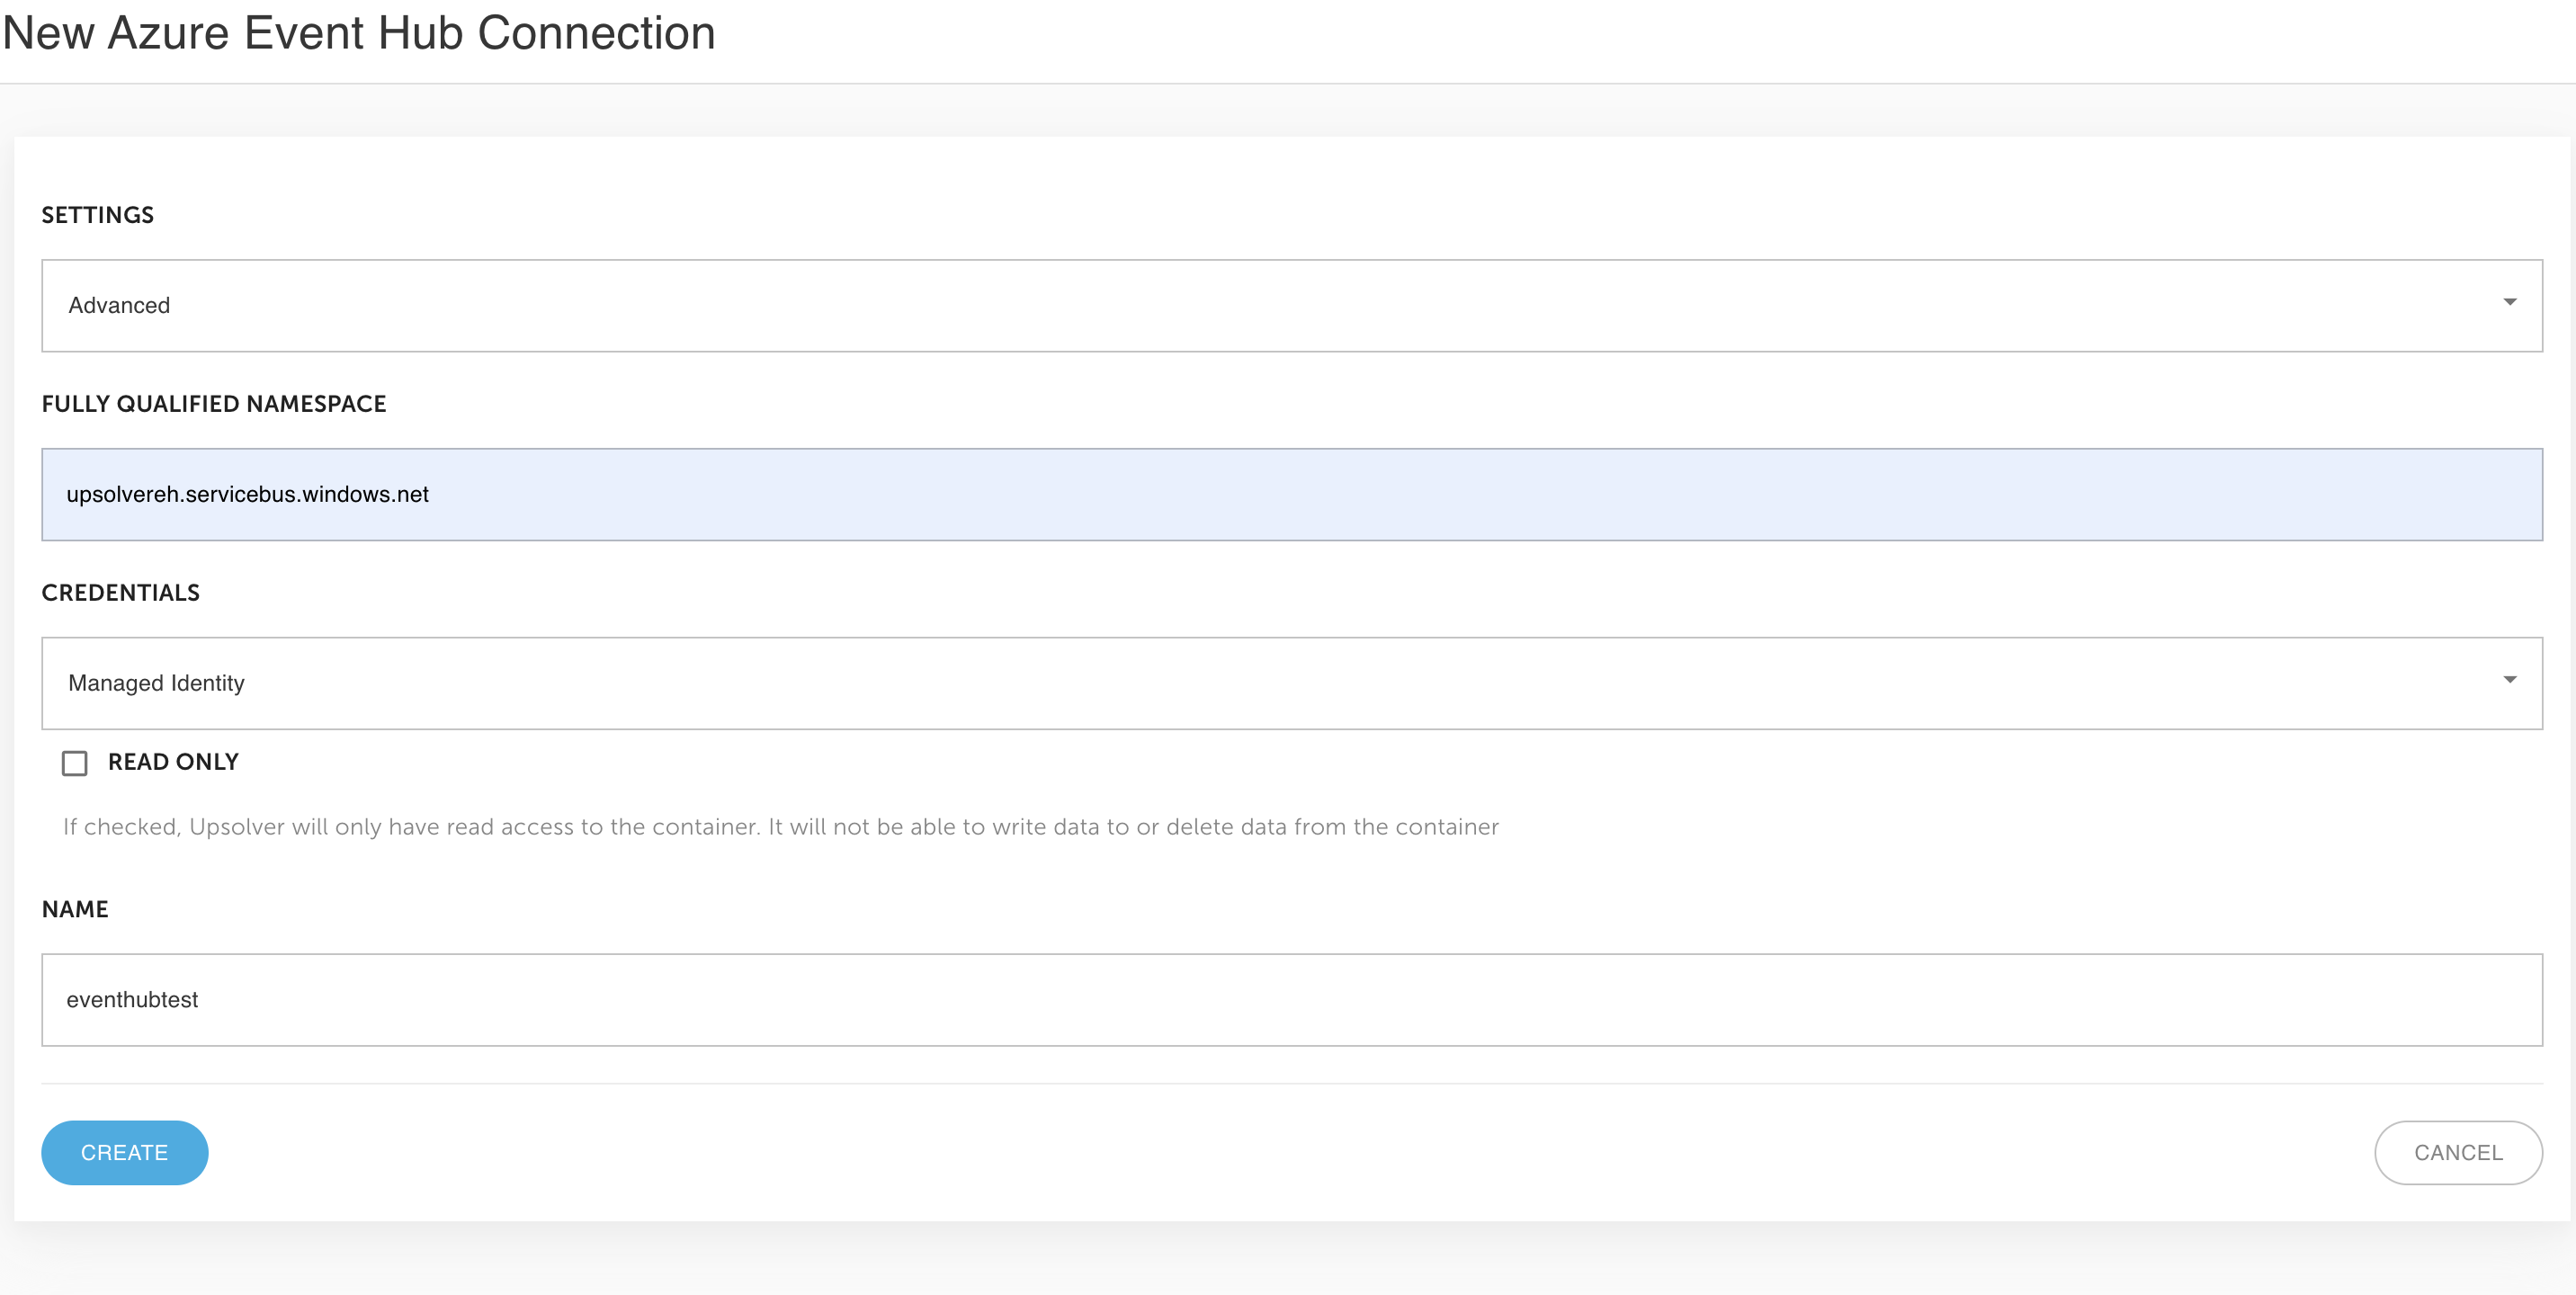 New Azure Event Hub Connection
SETTINGS
Advanced
FULLY QUALIFIED NAMESPACE
upsolvereh.servicebus.windows.net
CREDENTIALS
Managed Identity
READ ONLY
If checked, Upsolver will only have read access to the container. It will not be able to write data to or delete data from the container
NAME
eventhubtest
CREATE
CANCEL